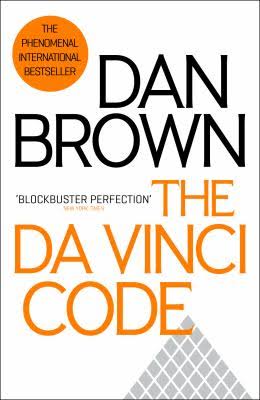 THE
PHENOMENAL
INTERNATIONAL
BESTSELLER
DAN
BROWN
'BLOCKBUSTER PERFECTION'
NEW YORK TIMES
THE
DA VINCI
CODE